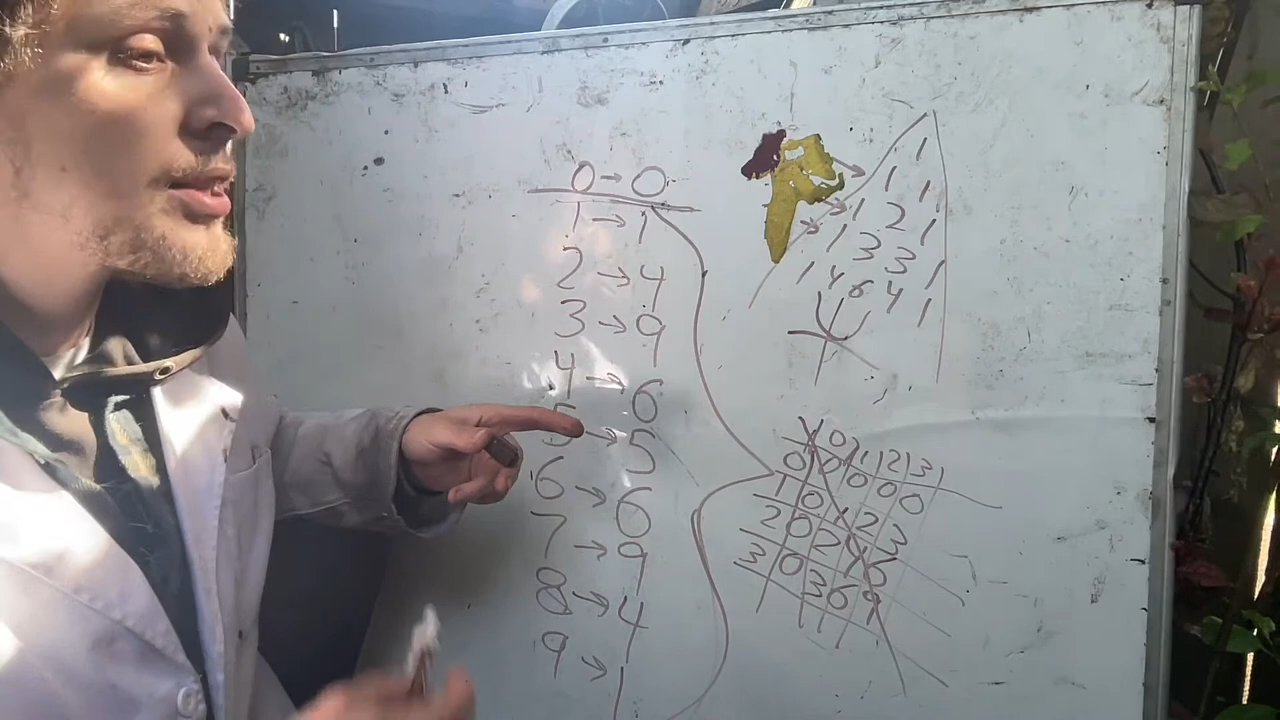 0 → 0
1 → 1
2 → 4
3 → 9
4 → 6
5 → 5
6 → 6
7 → 9
8 → 4
9 → 1
1
1 1
1 2 1
1 3 3 1
1 4 6 4 1
X 0 1 2 3
0 0 0 0 0
1 0 1 2 3
2 0 2 4 6
3 0 3 6 9